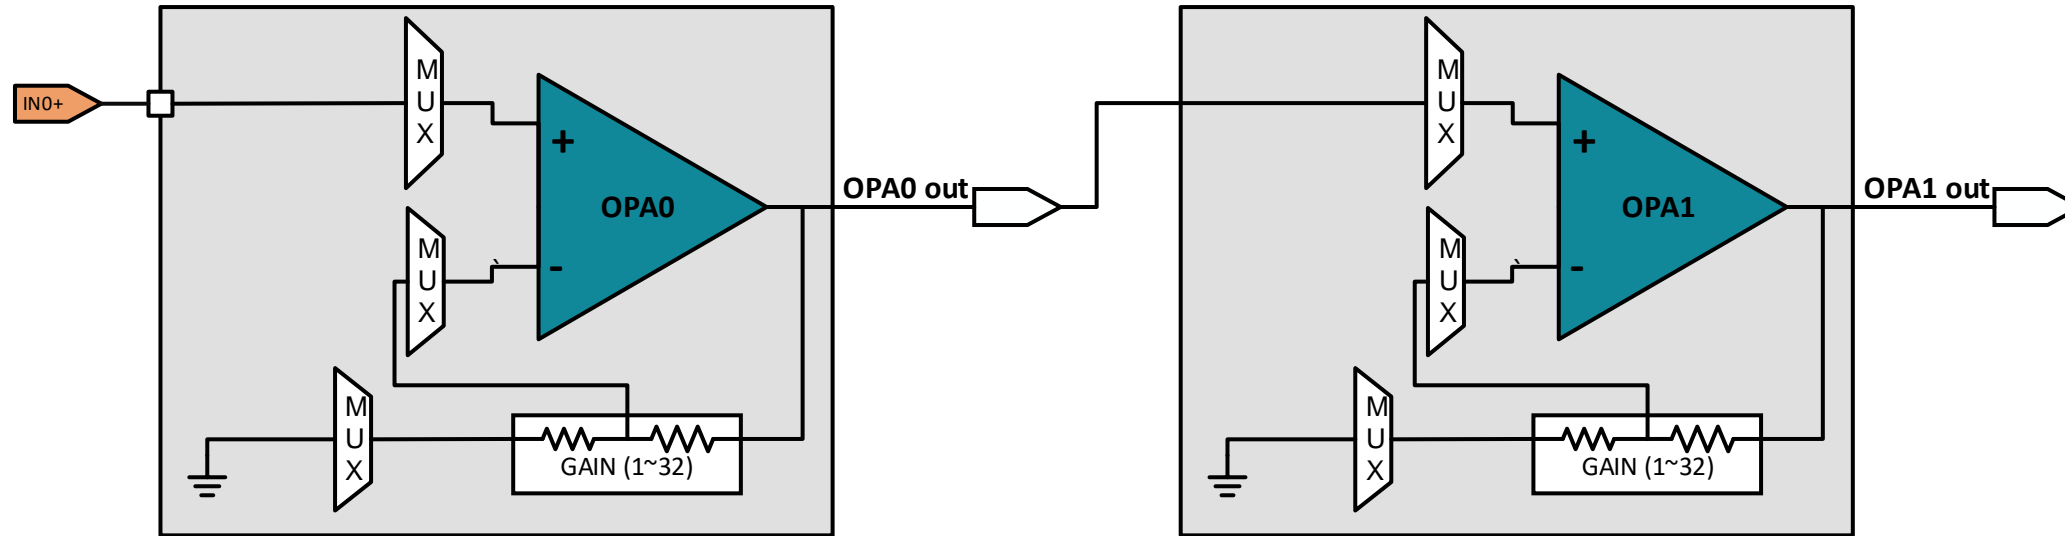 IN0+
M
U
X
+
OPA0
M
U
X
`
-
M
U
X
GAIN (1~32)
OPA0 out
M
U
X
+
OPA1
M
U
X
`
-
M
U
X
GAIN (1~32)
OPA1 out